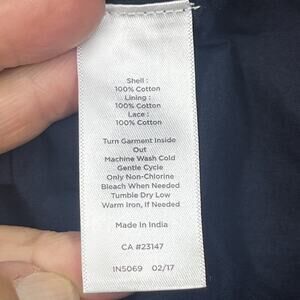 Shell :
100% Cotton
Lining :
100% Cotton
Lace :
100% Cotton
Turn Garment Inside
Out
Machine Wash Cold
Gentle Cycle
Only Non-Chlorine
Bleach When Needed
Tumble Dry Low
Warm Iron, If Needed
Made In India
CA #23147
IN5069 02/17